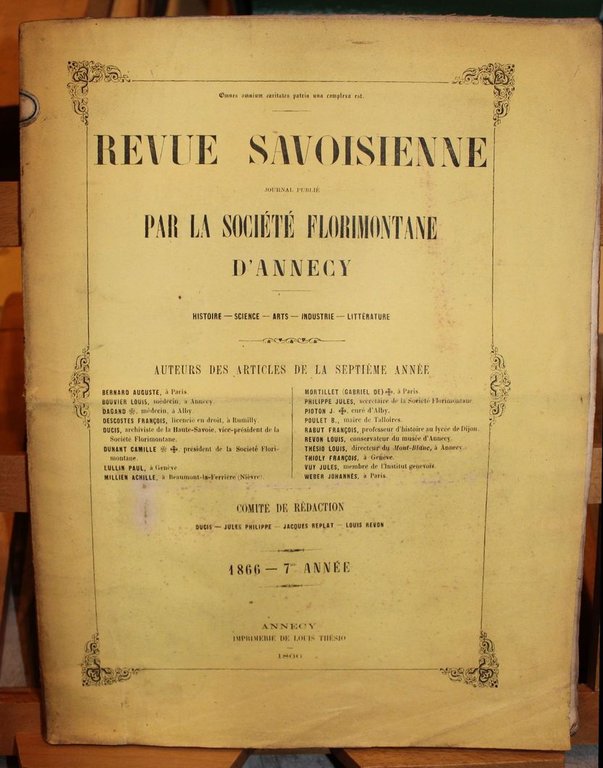 Omnes omnium caritates patria una complexa est.
REVUE SAVOISIENNE
JOURNAL PUBLIÉ
PAR LA SOCIÉTÉ FLORIMONTANE
D'ANNECY
HISTOIRE — SCIENCE — ARTS — INDUSTRIE — LITTÉRATURE
AUTEURS DES ARTICLES DE LA SEPTIÈME ANNÉE
BERNARD AUGUSTE, à Paris.
BOUVIER LOUIS, médecin, à Annecy.
DAGAND ❀, médecin, à Alby.
DESCOSTES FRANÇOIS, licencié en droit, à Rumilly.
DUCIS, archiviste de la Haute-Savoie, vice-président de la
Société Florimontane.
DUNANT CAMILLE ❀ ✠, président de la Société Flori-
montane.
LULLIN PAUL, à Genève
MILLIEN ACHILLE, à Beaumont-la-Ferrière (Nièvre)
MORTILLET (GABRIEL DE) ✠, à Paris
PHILIPPE JULES, secrétaire de la Société Florimontane.
PIOTON J. ✠, curé d'Alby.
POULET B., maire de Talloires.
RABUT FRANÇOIS, professeur d'histoire au lycée de Dijon.
REVON LOUIS, conservateur du musée d'Annecy.
THÉSIO LOUIS, directeur du Mont-Blanc, à Annecy.
THIOLY FRANÇOIS, à Genève.
VUY JULES, membre de l'Institut genevois.
WEBER JOHANNÈS, à Paris.
COMITÉ DE RÉDACTION
DUCIS — JULES PHILIPPE — JACQUES REPLAT — LOUIS REVON
1866 — 7me ANNÉE
ANNECY
IMPRIMERIE DE LOUIS THÉSIO
1866